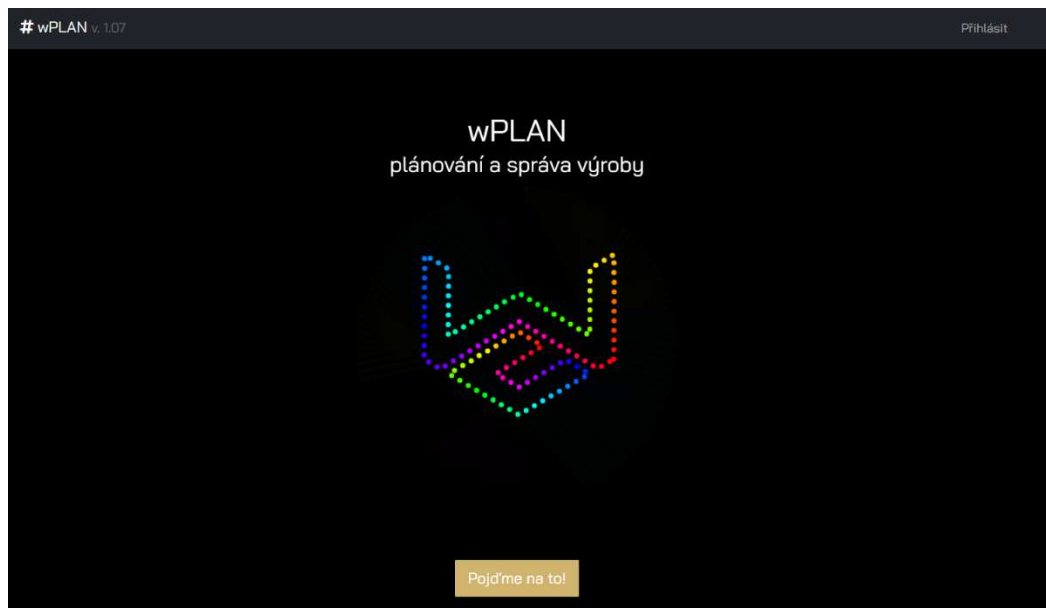 # wPLAN v. 1.07
Přihlásit
wPLAN
plánování a správa výroby
Pojďme na to!